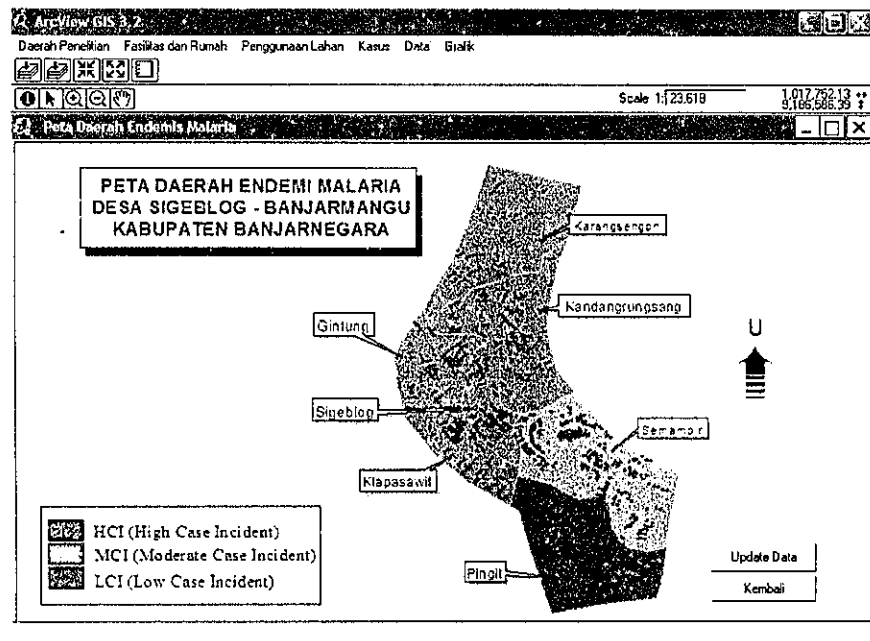 ArcView GIS 3.2
Daerah Penelitian Fasilitas dan Rumah Penggunaan Lahan Kasus Data Grafik
Scale 1: 23.618
1,017,752.13
9,186,586.39
Peta Daerah Endemis Malaria
PETA DAERAH ENDEMI MALARIA
DESA SIGEBLOG - BANJARMANGU
KABUPATEN BANJARNEGARA
Karangsengon
Kandangrungsang
Gintung
U
Sigeblog
Semampir
Klapasawit
HCI (High Case Incident)
MCI (Moderate Case Incident)
LCI (Low Case Incident)
Pingit
Update Data
Kembali